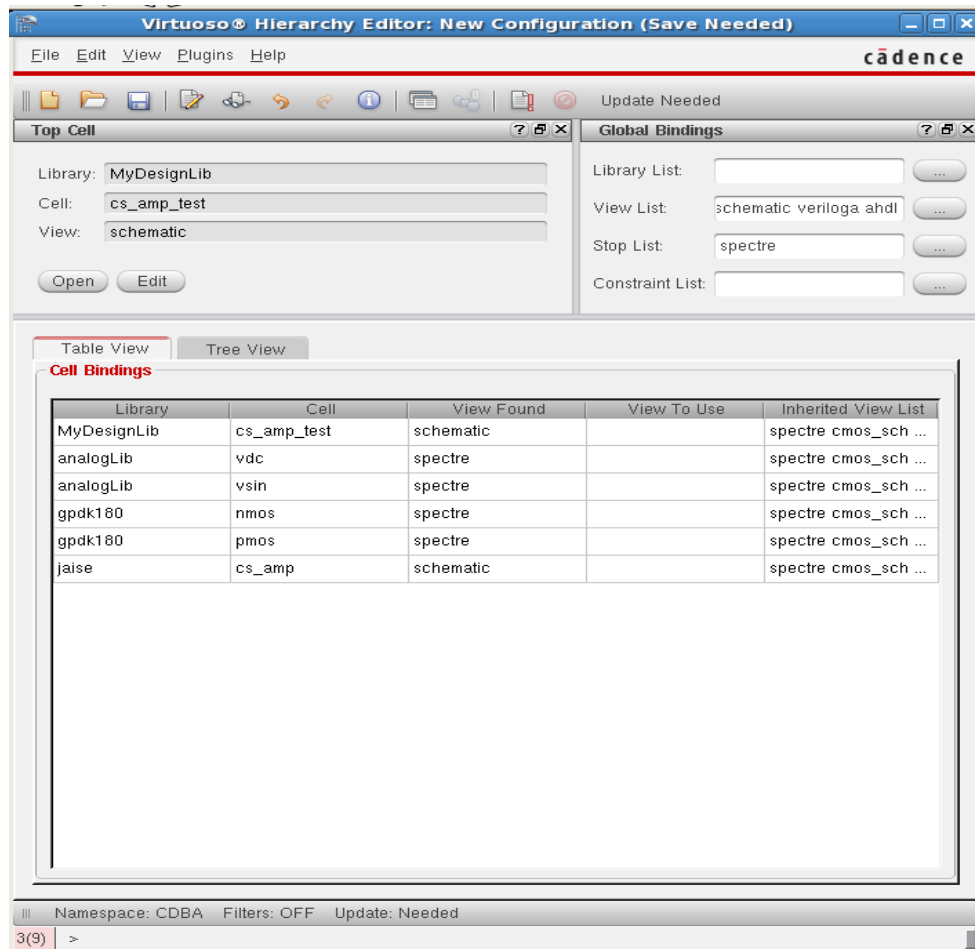 Virtuoso® Hierarchy Editor: New Configuration (Save Needed)
File Edit View Plugins Help
cādence
Update Needed
Top Cell
Library: MyDesignLib
Cell: cs_amp_test
View: schematic
Open Edit
Global Bindings
Library List: ...
View List: schematic veriloga ahdl ...
Stop List: spectre ...
Constraint List: ...
Table View Tree View
Cell Bindings
Library Cell View Found View To Use Inherited View List
MyDesignLib cs_amp_test schematic spectre cmos_sch ...
analogLib vdc spectre spectre cmos_sch ...
analogLib vsin spectre spectre cmos_sch ...
gpdk180 nmos spectre spectre cmos_sch ...
gpdk180 pmos spectre spectre cmos_sch ...
jaise cs_amp schematic spectre cmos_sch ...
Namespace: CDBA Filters: OFF Update: Needed
3(9) >